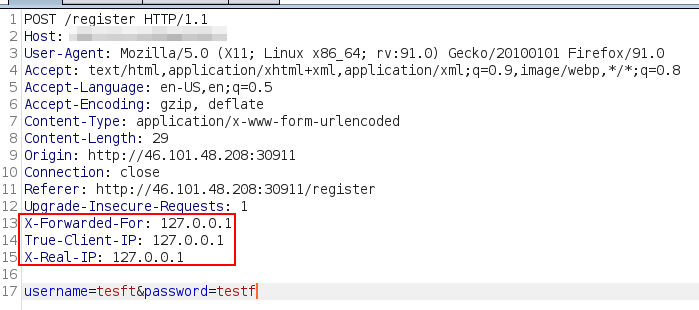 1 POST /register HTTP/1.1
2 Host:
3 User-Agent: Mozilla/5.0 (X11; Linux x86_64; rv:91.0) Gecko/20100101 Firefox/91.0
4 Accept: text/html,application/xhtml+xml,application/xml;q=0.9,image/webp,*/*;q=0.8
5 Accept-Language: en-US,en;q=0.5
6 Accept-Encoding: gzip, deflate
7 Content-Type: application/x-www-form-urlencoded
8 Content-Length: 29
9 Origin: http://46.101.48.208:30911
10 Connection: close
11 Referer: http://46.101.48.208:30911/register
12 Upgrade-Insecure-Requests: 1
13 X-Forwarded-For: 127.0.0.1
14 True-Client-IP: 127.0.0.1
15 X-Real-IP: 127.0.0.1
16
17 username=tesft&password=testf